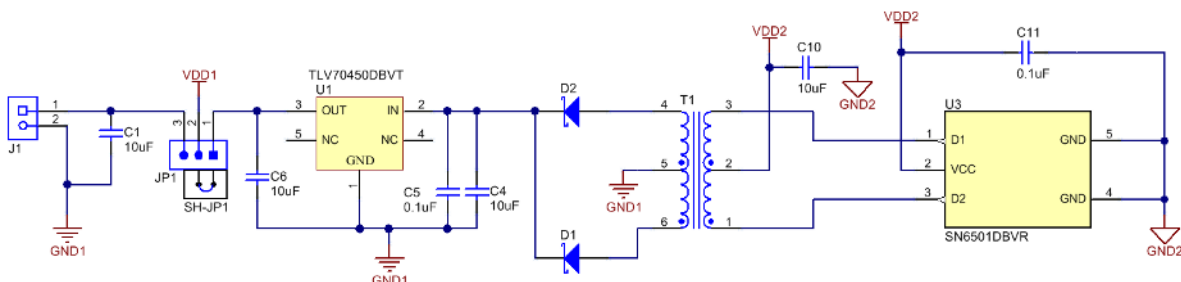 VDD2
VDD2
C11
0.1uF
C10
10uF
GND2
TLV70450DBVT
U1
VDD1
J1
1
2
C1
10uF
3
2
1
JP1
SH-JP1
GND1
C6
10uF
3
OUT
IN
2
5
NC
NC
4
GND
1
C5
0.1uF
C4
10uF
GND1
D2
D1
GND1
4
T1
3
5
2
6
1
U3
1
D1
GND
5
2
VCC
3
D2
GND
4
SN6501DBVR
GND2